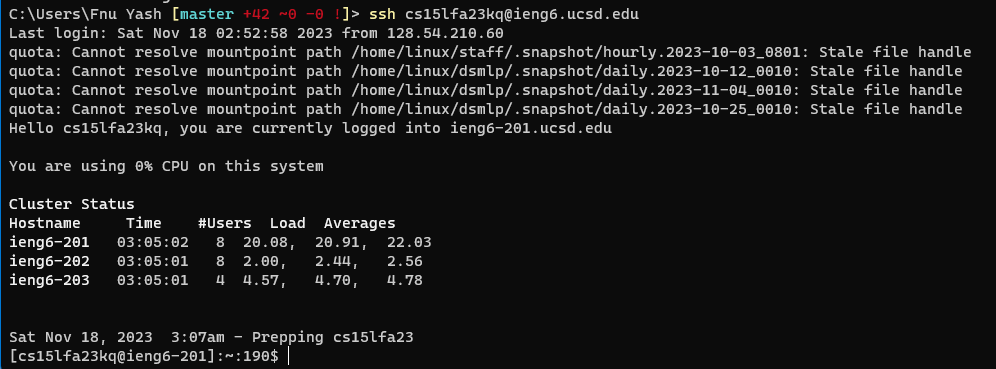 C:\Users\Fnu Yash [master +42 ~0 -0 !]> ssh cs15lfa23kq@ieng6.ucsd.edu
Last login: Sat Nov 18 02:52:58 2023 from 128.54.210.60
quota: Cannot resolve mountpoint path /home/linux/staff/.snapshot/hourly.2023-10-03_0801: Stale file handle
quota: Cannot resolve mountpoint path /home/linux/dsmlp/.snapshot/daily.2023-10-12_0010: Stale file handle
quota: Cannot resolve mountpoint path /home/linux/dsmlp/.snapshot/daily.2023-11-04_0010: Stale file handle
quota: Cannot resolve mountpoint path /home/linux/dsmlp/.snapshot/daily.2023-10-25_0010: Stale file handle
Hello cs15lfa23kq, you are currently logged into ieng6-201.ucsd.edu
You are using 0% CPU on this system
Cluster Status
Hostname     Time    #Users  Load  Averages
ieng6-201   03:05:02   8  20.08,  20.91,  22.03
ieng6-202   03:05:01   8  2.00,   2.44,   2.56
ieng6-203   03:05:01   4  4.57,   4.70,   4.78
Sat Nov 18, 2023  3:07am - Prepping cs15lfa23
[cs15lfa23kq@ieng6-201]:~:190$